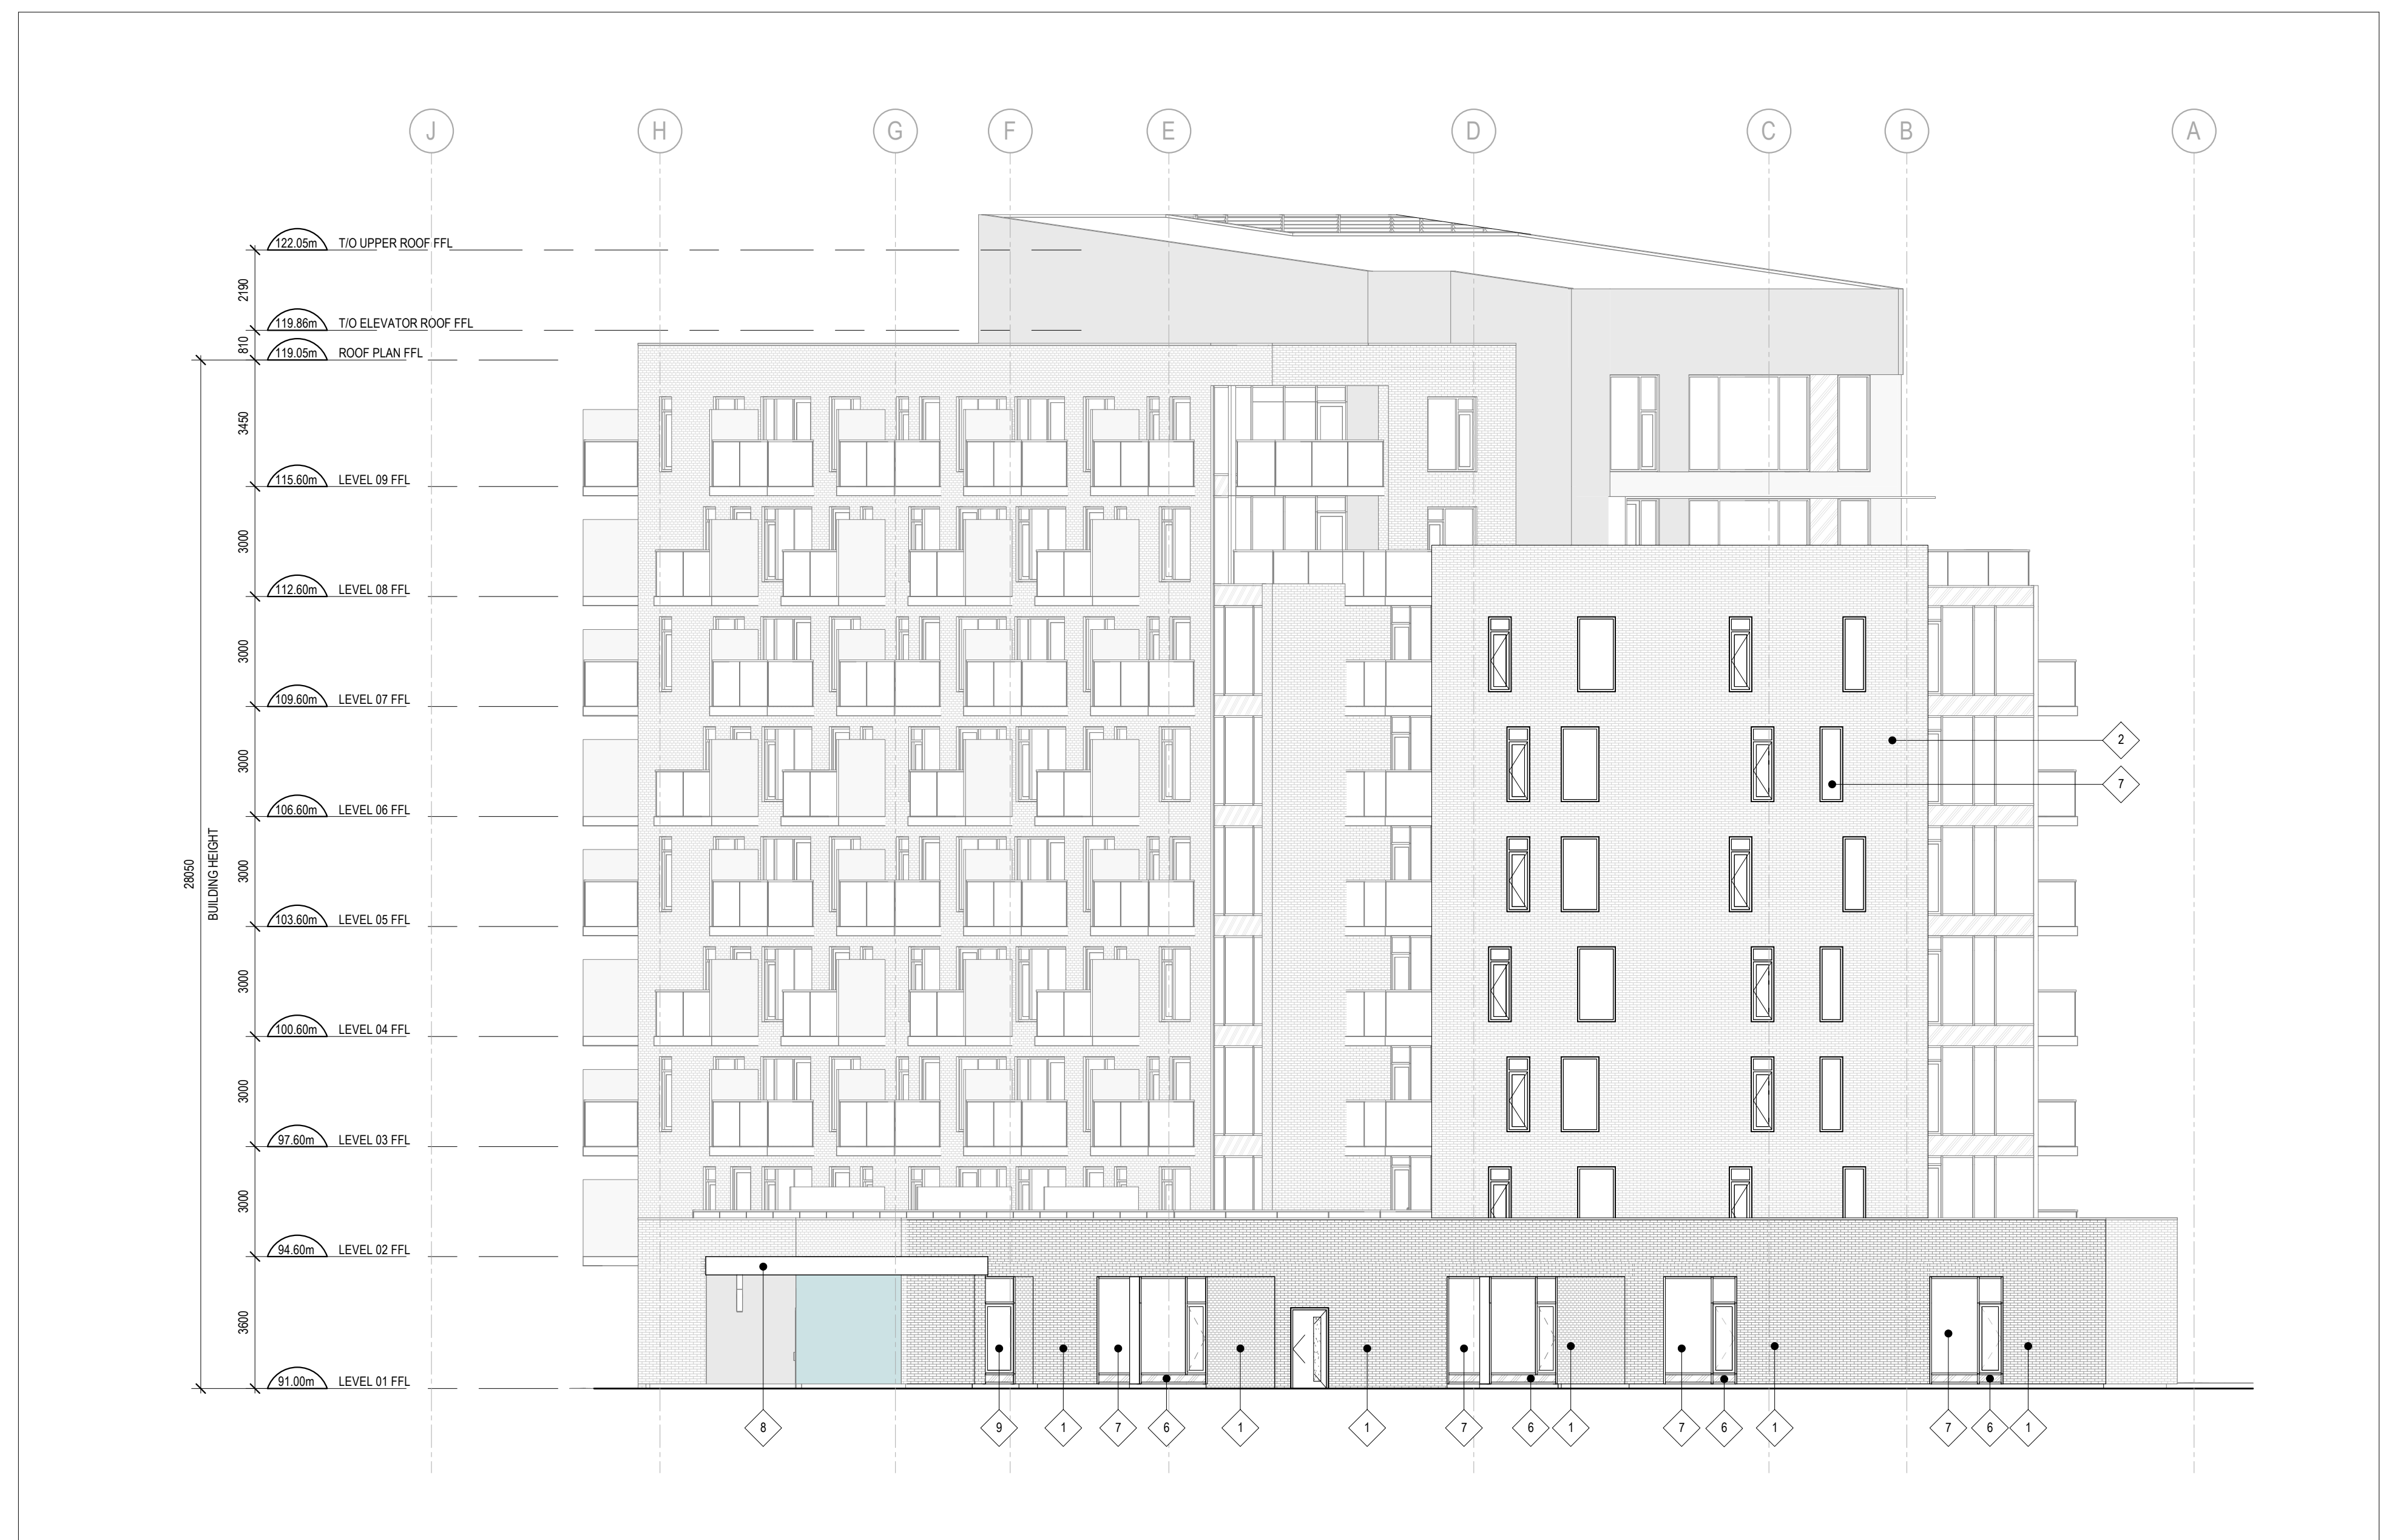 J H G F E D C B A
122.05m T/O UPPER ROOF FFL
2190
119.86m T/O ELEVATOR ROOF FFL
810
119.05m ROOF PLAN FFL
3450
115.60m LEVEL 09 FFL
3000
112.60m LEVEL 08 FFL
3000
109.60m LEVEL 07 FFL
2
3000
7
106.60m LEVEL 06 FFL
28050
BUILDING HEIGHT
3000
103.60m LEVEL 05 FFL
3000
100.60m LEVEL 04 FFL
3000
97.60m LEVEL 03 FFL
3000
94.60m LEVEL 02 FFL
3600
91.00m LEVEL 01 FFL
8 9 1 7 6 1 1 7 6 1 7 6 1 7 6 1